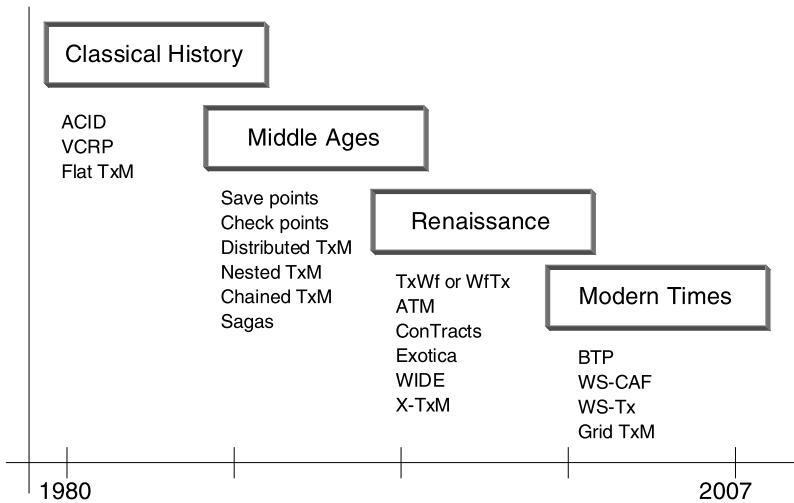 Classical History
ACID
VCRP
Flat TxM
Middle Ages
Save points
Check points
Distributed TxM
Nested TxM
Chained TxM
Sagas
Renaissance
TxWf or WfTx
ATM
ConTracts
Exotica
WIDE
X-TxM
Modern Times
BTP
WS-CAF
WS-Tx
Grid TxM
1980
2007